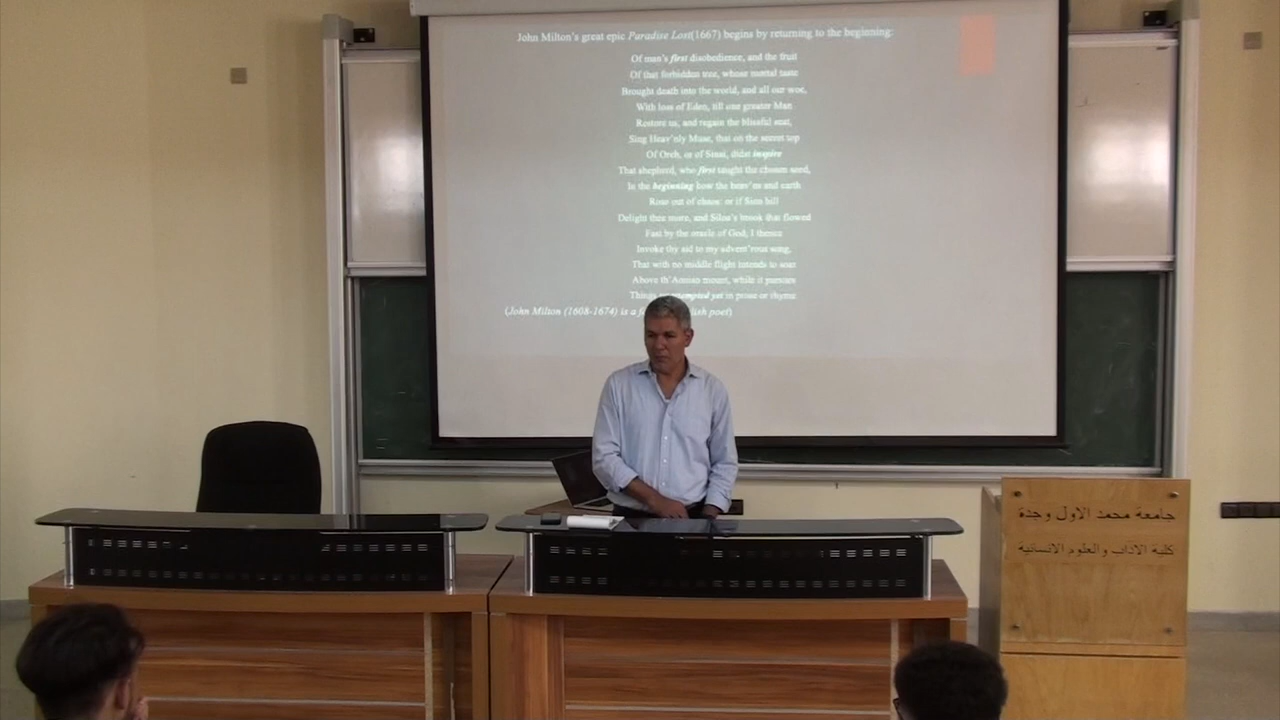 John Milton's great epic Paradise Lost(1667) begins by returning to the beginning:
Of man's first disobedience, and the fruit
Of that forbidden tree, whose mortal taste
Brought death into the world, and all our woe,
With loss of Eden, till one greater Man
Restore us, and regain the blissful seat,
Sing Heav'nly Muse, that on the secret top
Of Oreb, or of Sinai, didst inspire
That shepherd, who first taught the chosen seed,
In the beginning how the heav'ns and earth
Rose out of chaos: or if Sion hill
Delight thee more, and Siloa's brook that flowed
Fast by the oracle of God; I thence
Invoke thy aid to my advent'rous song,
That with no middle flight intends to soar
Above th'Aonian mount, while it pursues
Things yet in prose or rhyme
(John Milton (1608-1674) is a poet)
جامعة محمد الاول وجدة
كلية الاداب والعلوم الانسانية